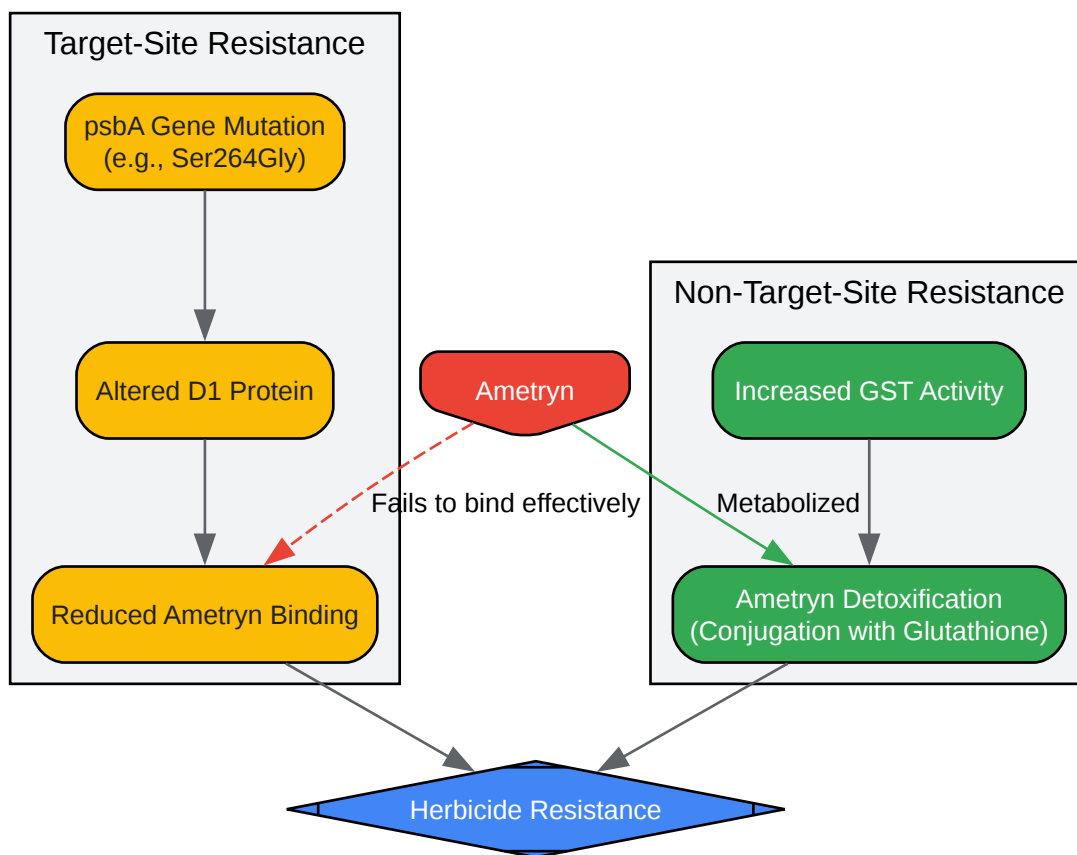 Target-Site Resistance
psbA Gene Mutation
(e.g., Ser264Gly)
Altered D1 Protein
Reduced Ametryn Binding
Ametryn
Fails to bind effectively
Metabolized
Non-Target-Site Resistance
Increased GST Activity
Ametryn Detoxification
(Conjugation with Glutathione)
Herbicide Resistance